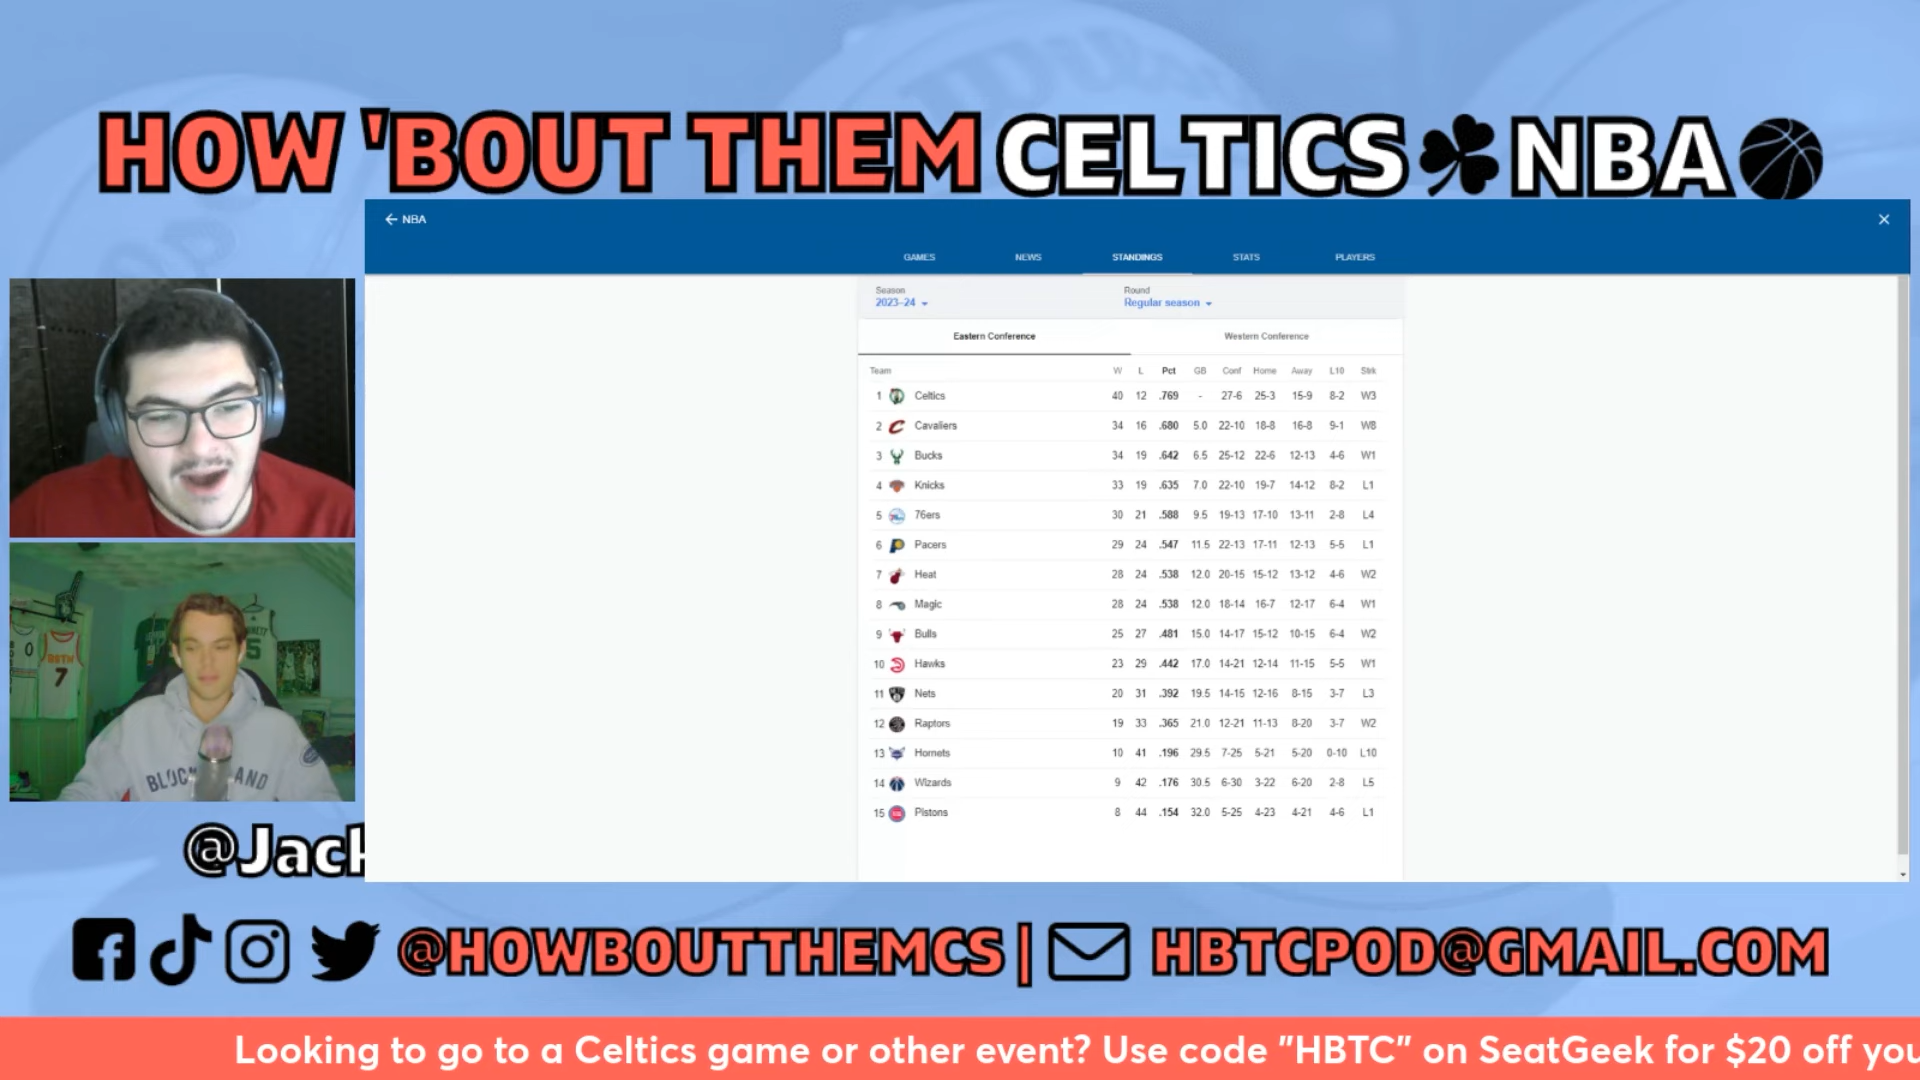 HOW 'BOUT THEM CELTICS NBA
NBA
GAMES NEWS STANDINGS STATS PLAYERS
Season Round
2023–24 Regular season
Eastern Conference Western Conference
Team W L Pct GB Conf Home Away L10 Strk
1 Celtics 40 12 .769 - 27-6 25-3 15-9 8-2 W3
2 Cavaliers 34 16 .680 5.0 22-10 18-8 16-8 9-1 W8
3 Bucks 34 19 .642 6.5 25-12 22-6 12-13 4-6 W1
4 Knicks 33 19 .635 7.0 22-10 19-7 14-12 8-2 L1
5 76ers 30 21 .588 9.5 19-13 17-10 13-11 2-8 L4
6 Pacers 29 24 .547 11.5 22-13 17-11 12-13 5-5 L1
7 Heat 28 24 .538 12.0 20-15 15-12 13-12 4-6 W2
8 Magic 28 24 .538 12.0 18-14 16-7 12-17 6-4 W1
9 Bulls 25 27 .481 15.0 14-17 15-12 10-15 6-4 W2
10 Hawks 23 29 .442 17.0 14-21 12-14 11-15 5-5 W1
11 Nets 20 31 .392 19.5 14-15 12-16 8-15 3-7 L3
12 Raptors 19 33 .365 21.0 12-21 11-13 8-20 3-7 W2
13 Hornets 10 41 .196 29.5 7-25 5-21 5-20 0-10 L10
14 Wizards 9 42 .176 30.5 6-30 3-22 6-20 2-8 L5
15 Pistons 8 44 .154 32.0 5-25 4-23 4-21 4-6 L1
0
7
5
@Jack
@HOWBOUTTHEMCS | HBTCPOD@GMAIL.COM
Looking to go to a Celtics game or other event? Use code "HBTC" on SeatGeek for $20 off you